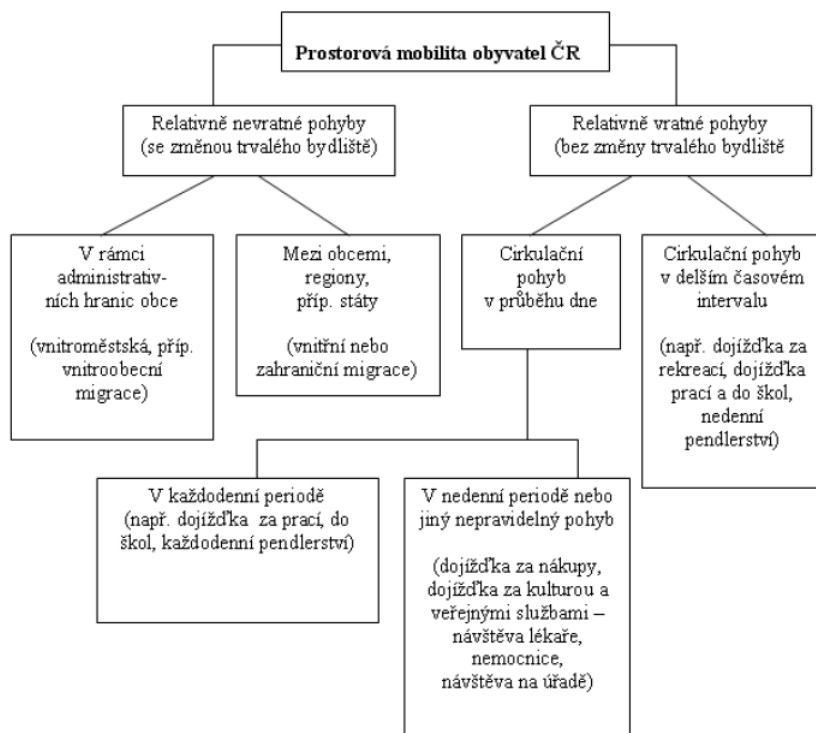 Prostorová mobilita obyvatel ČR
Relativně nevratné pohyby
(se změnou trvalého bydliště)
Relativně vratné pohyby
(bez změny trvalého bydliště
V rámci
administrativ-
ních hranic obce
(vnitroměstská, příp.
vnitroobecní
migrace)
Mezi obcemi,
regiony,
příp. státy
(vnitřní nebo
zahraniční migrace)
Cirkulační
pohyb
v průběhu dne
Cirkulační pohyb
v delším časovém
intervalu
(např. dojížďka za
rekreací, dojížďka
prací a do škol,
nedenní
pendlerství)
V každodenní periodě
(např. dojížďka za prací, do
škol, každodenní pendlerství)
V nedenní periodě nebo
jiný nepravidelný pohyb
(dojížďka za nákupy,
dojížďka za kulturou a
veřejnými službami –
návštěva lékaře,
nemocnice,
návštěva na úřadě)